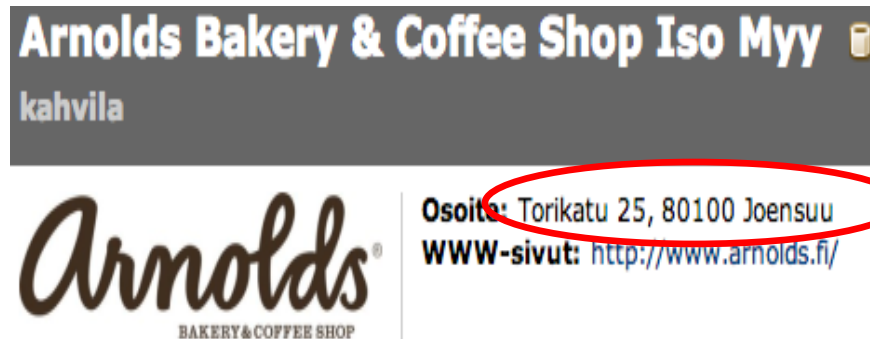 Arnolds Bakery & Coffee Shop Iso Myy
kahvila
Arnolds®
BAKERY & COFFEE SHOP
Osoite: Torikatu 25, 80100 Joensuu
WWW-sivut: http://www.arnolds.fi/